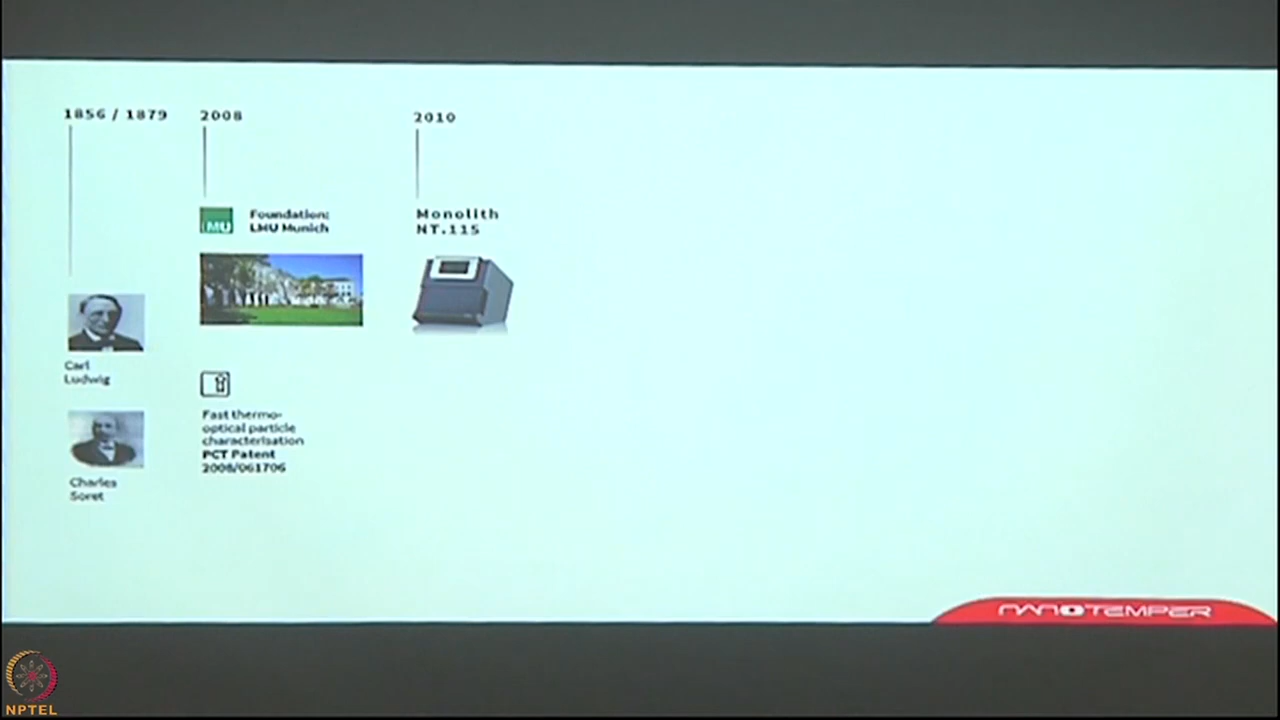 1856 / 1879
2008
2010
LMU
Foundation:
LMU Munich
Monolith
NT.115
Carl
Ludwig
Fast thermo-
optical particle
characterisation
PCT Patent
2008/061706
Charles
Soret
NANOTEMPER
NPTEL